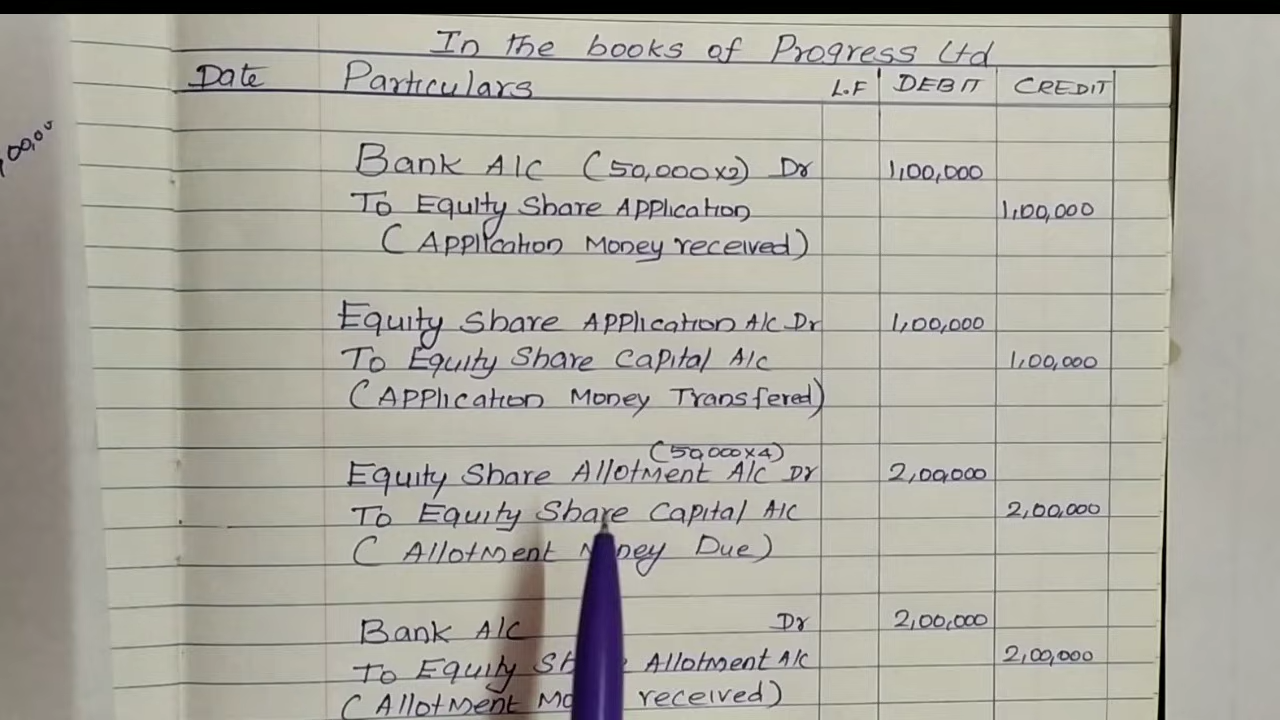 In the books of Progress Ltd
Date Particulars L.F DEBIT CREDIT
Bank A/C (50,000x2) Dr 1,00,000
To Equity Share Application 1,00,000
(Application Money received)
Equity Share Application A/C Dr 1,00,000
To Equity Share Capital A/C 1,00,000
(Application Money Transfered)
(50,000x4)
Equity Share Allotment A/C Dr 2,00,000
To Equity Share Capital A/C 2,00,000
(Allotment Money Due)
Bank A/C Dr 2,00,000
To Equity Allotment A/C 2,00,000
(Allotment received)